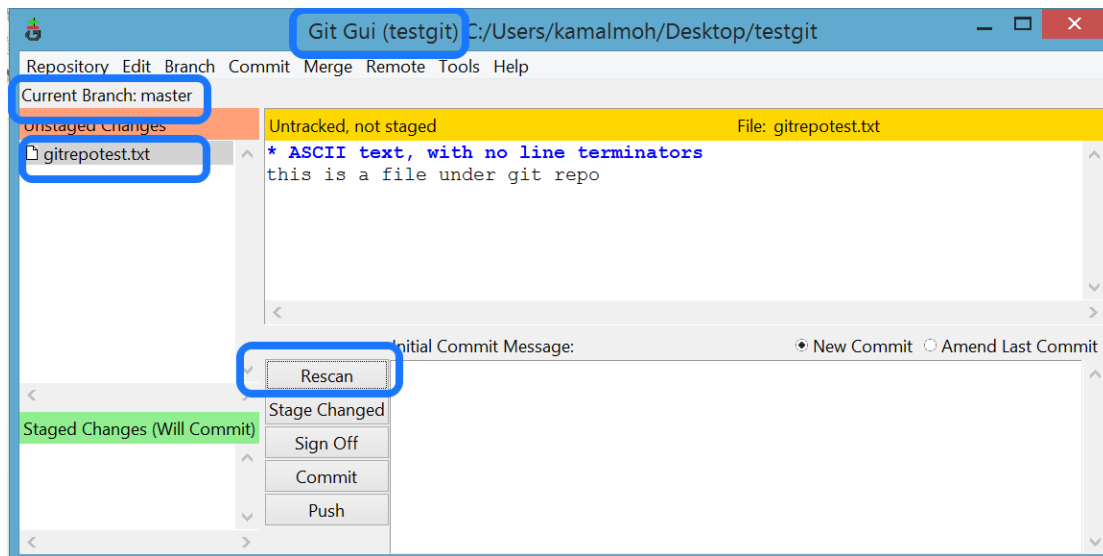 Git Gui (testgit) C:/Users/kamalmoh/Desktop/testgit
Repository Edit Branch Commit Merge Remote Tools Help
Current Branch: master
Unstaged Changes
gitrepotest.txt
Untracked, not staged File: gitrepotest.txt
* ASCII text, with no line terminators
this is a file under git repo
Initial Commit Message: New Commit Amend Last Commit
Rescan
Stage Changed
Sign Off
Commit
Push
Staged Changes (Will Commit)